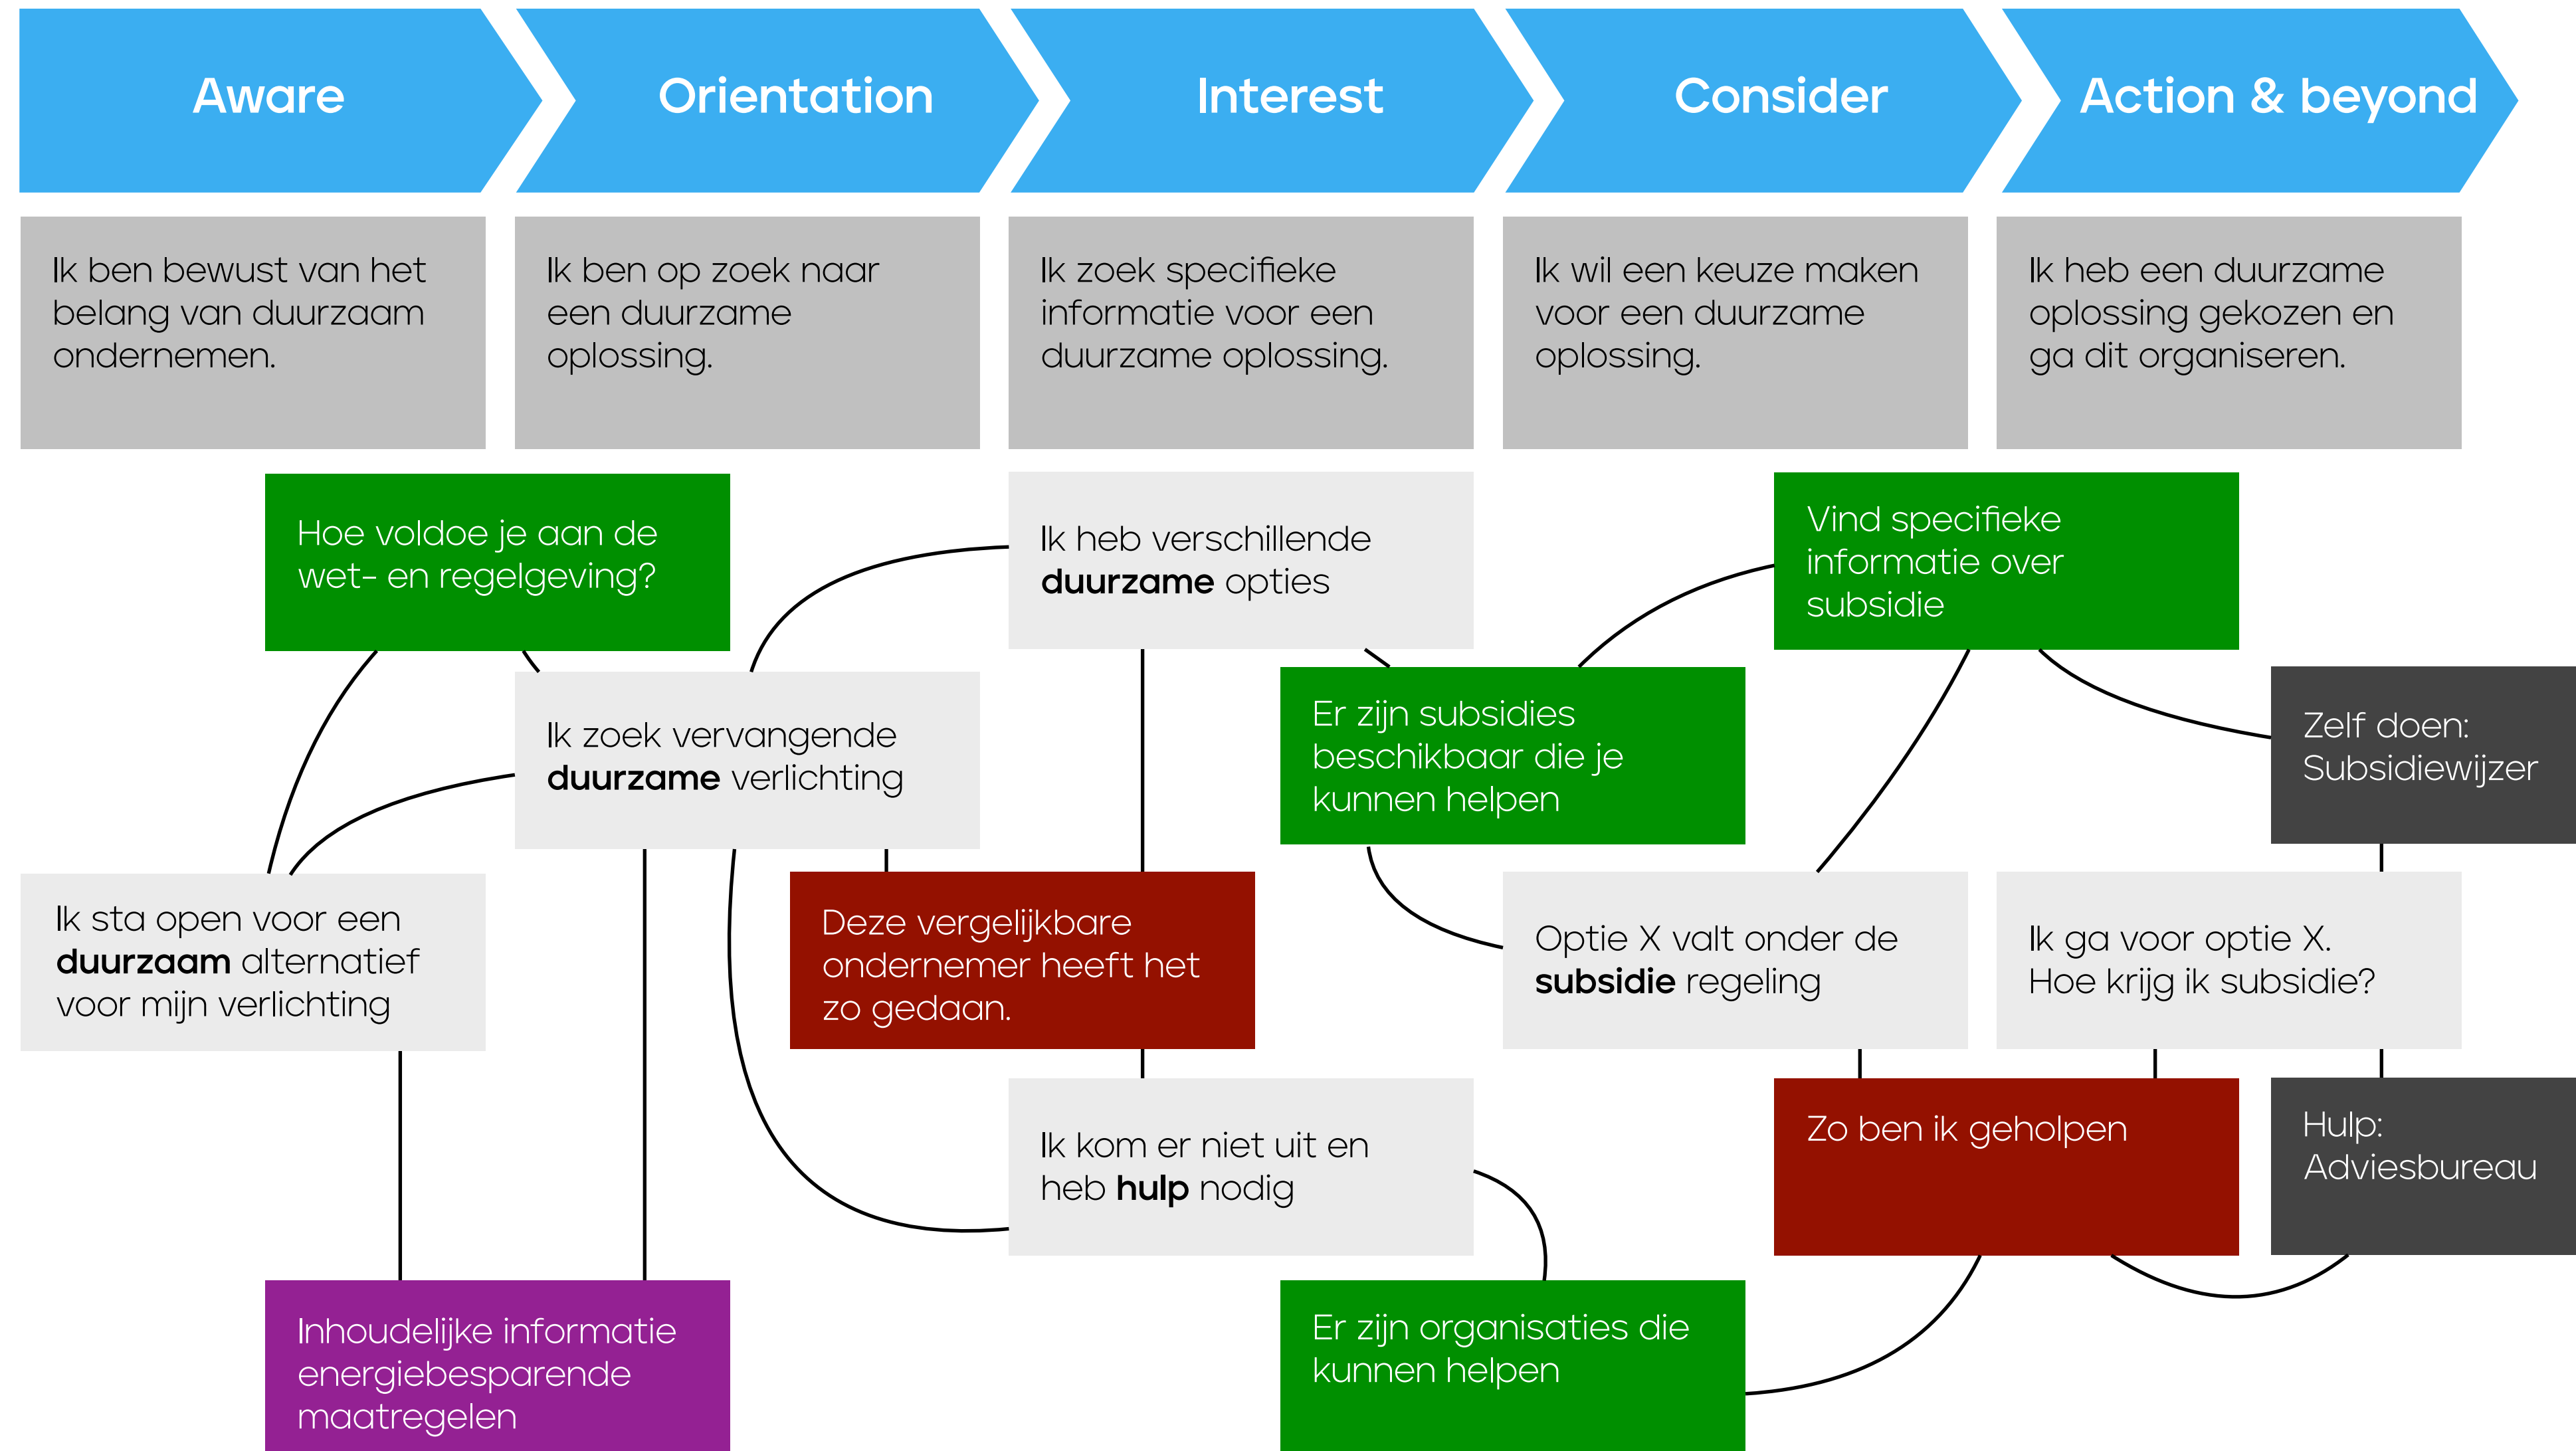 Aware
Orientation
Interest
Consider
Action & beyond
Ik ben bewust van het
belang van duurzaam
ondernemen.
Ik ben op zoek naar
een duurzame
oplossing.
Ik zoek specifieke
informatie voor een
duurzame oplossing.
Ik wil een keuze maken
voor een duurzame
oplossing.
Ik heb een duurzame
oplossing gekozen en
ga dit organiseren.
Hoe voldoe je aan de
wet- en regelgeving?
Ik heb verschillende
duurzame opties
Vind specifieke
informatie over
subsidie
Ik zoek vervangende
duurzame verlichting
Er zijn subsidies
beschikbaar die je
kunnen helpen
Zelf doen:
Subsidiewijzer
Ik sta open voor een
duurzaam alternatief
voor mijn verlichting
Deze vergelijkbare
ondernemer heeft het
zo gedaan.
Optie X valt onder de
subsidie regeling
Ik ga voor optie X.
Hoe krijg ik subsidie?
Ik kom er niet uit en
heb hulp nodig
Zo ben ik geholpen
Hulp:
Adviesbureau
Inhoudelijke informatie
energiebesparende
maatregelen
Er zijn organisaties die
kunnen helpen